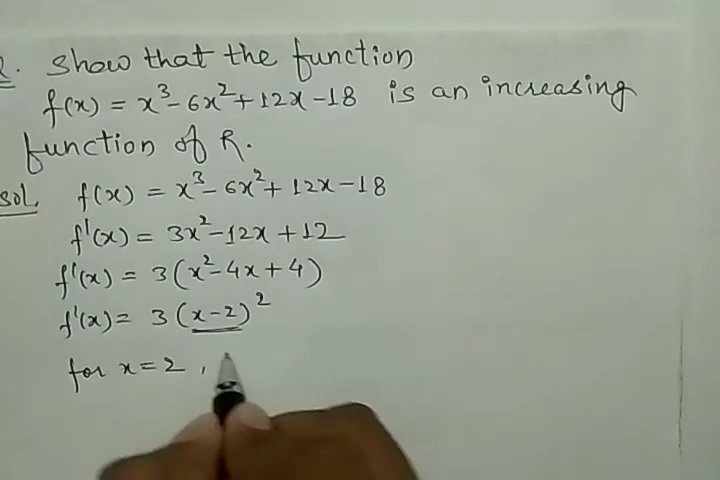 Q. Show that the function
f(x) = x³-6x²+12x-18 is an increasing
function of R.
Sol. f(x) = x³-6x²+12x-18
f'(x) = 3x²-12x+12
f'(x) = 3(x²-4x+4)
f'(x) = 3(x-2)²
for x=2,